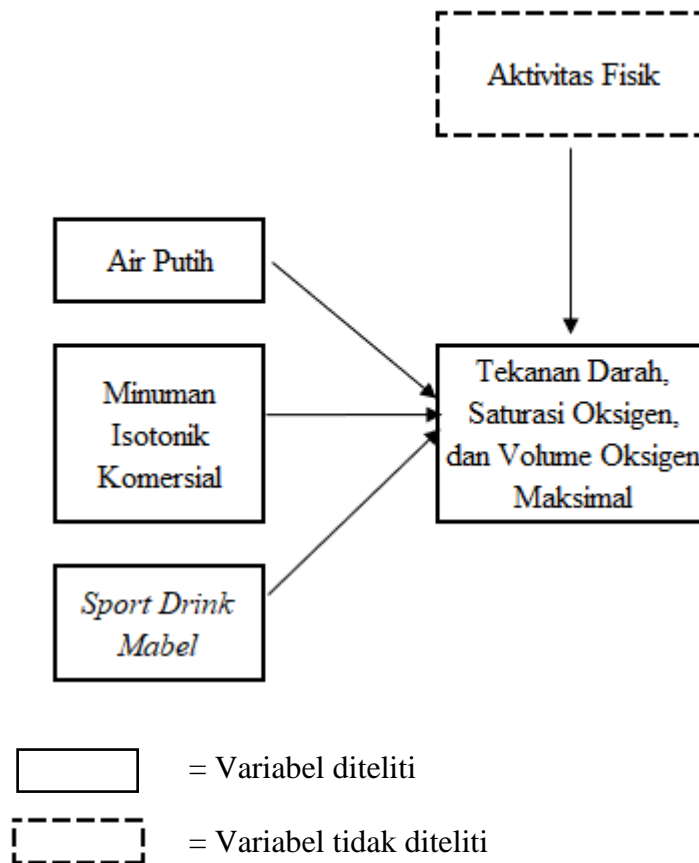 Aktivitas Fisik
Air Putih
Minuman
Isotonik
Komersial
Tekanan Darah,
Saturasi Oksigen,
dan Volume Oksigen
Maksimal
Sport Drink
Mabel
= Variabel diteliti
= Variabel tidak diteliti